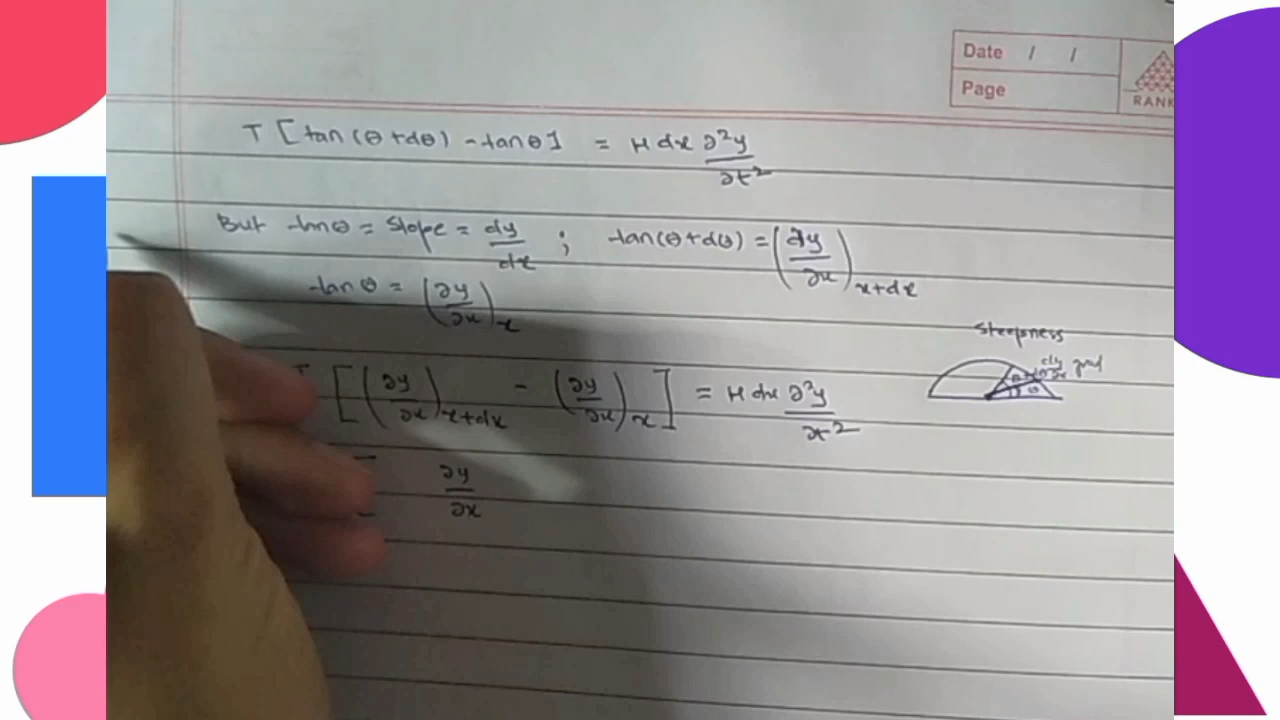 Date / /
Page
RANK
T [tan(θ+dθ) - tanθ] = μ dx ∂²y/∂t²
But tanθ = Slope = dy/dx ; tan(θ+dθ) = (dy/∂x)x+dx
tanθ = (∂y/∂x)x
Steepness
T [(∂y/∂x)x+dx - (∂y/∂x)x] = μ dx ∂²y/∂t²
∂y/∂x